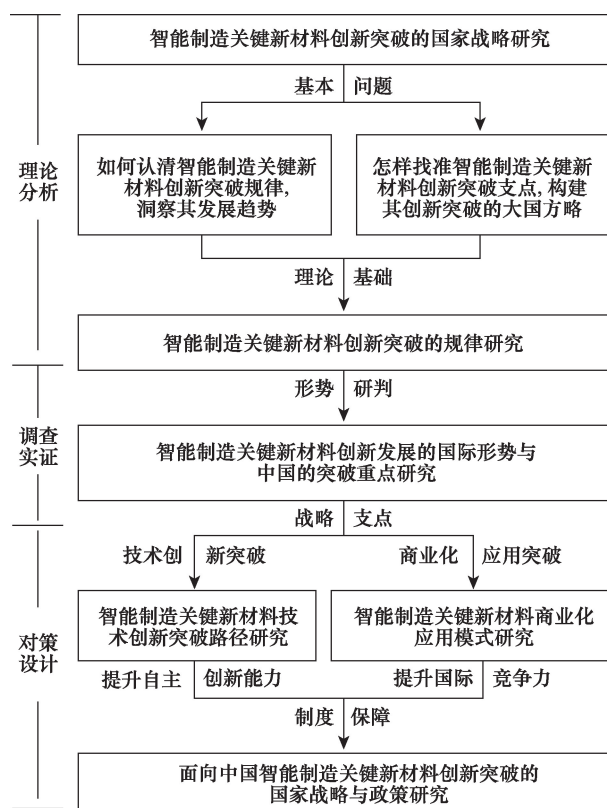 智能制造关键新材料创新突破的国家战略研究
基本 问题
理论
分析
如何认清智能制造关键新
材料创新突破规律,
洞察其发展趋势
怎样找准智能制造关键新
材料创新突破支点, 构建
其创新突破的大国方略
理论 基础
智能制造关键新材料创新突破的规律研究
形势 研判
调查
实证
智能制造关键新材料创新发展的国际形势与
中国的突破重点研究
战略 支点
技术创 新突破
商业化 应用突破
对策
设计
智能制造关键新材料技
术创新突破路径研究
智能制造关键新材料商业化
应用模式研究
提升自主 创新能力
提升国际 竞争力
制度 保障
面向中国智能制造关键新材料创新突破的
国家战略与政策研究